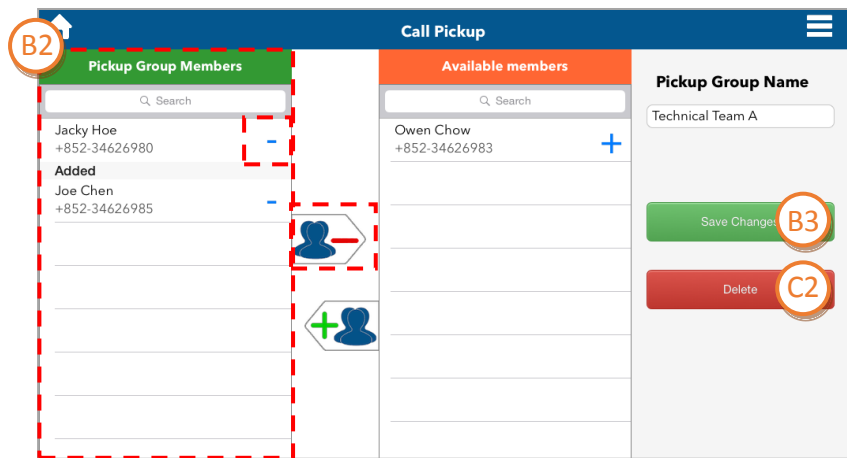 B2
Call Pickup
Pickup Group Members
Search
Jacky Hoe
+852-34626980
-
Added
Joe Chen
+852-34626985
-
Available members
Search
Owen Chow
+852-34626983
+
Pickup Group Name
Technical Team A
Save Changes
B3
Delete
C2